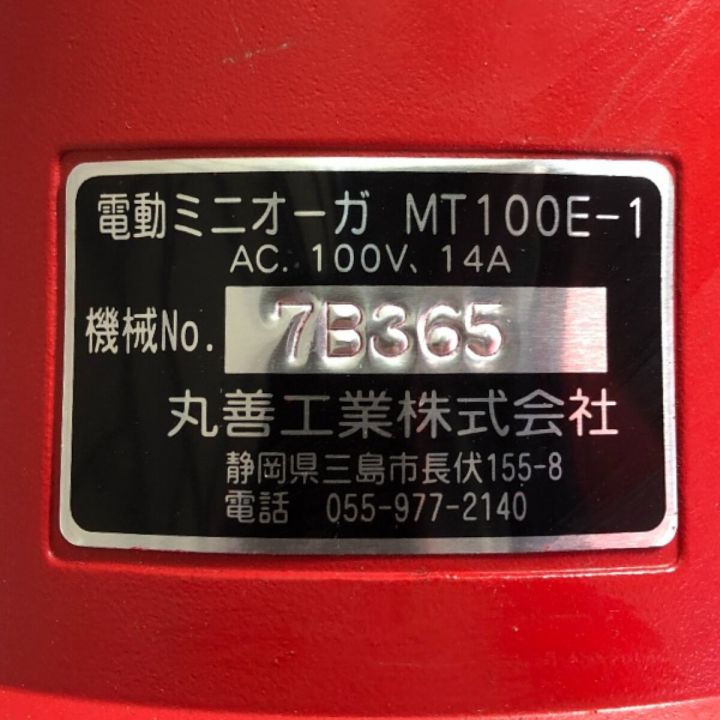 電動ミニオーガ MT100E-1
AC. 100V、14A
機械No. 7B365
丸善工業株式会社
静岡県三島市長伏155-8
電話 055-977-2140